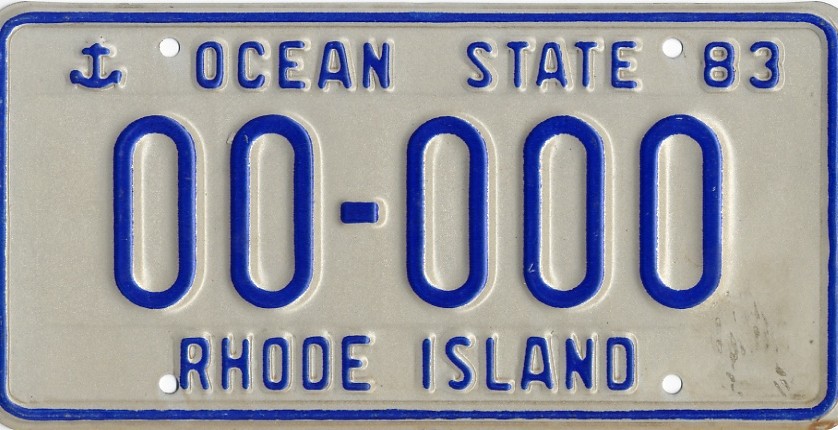 OCEAN STATE 83
00-000
RHODE ISLAND